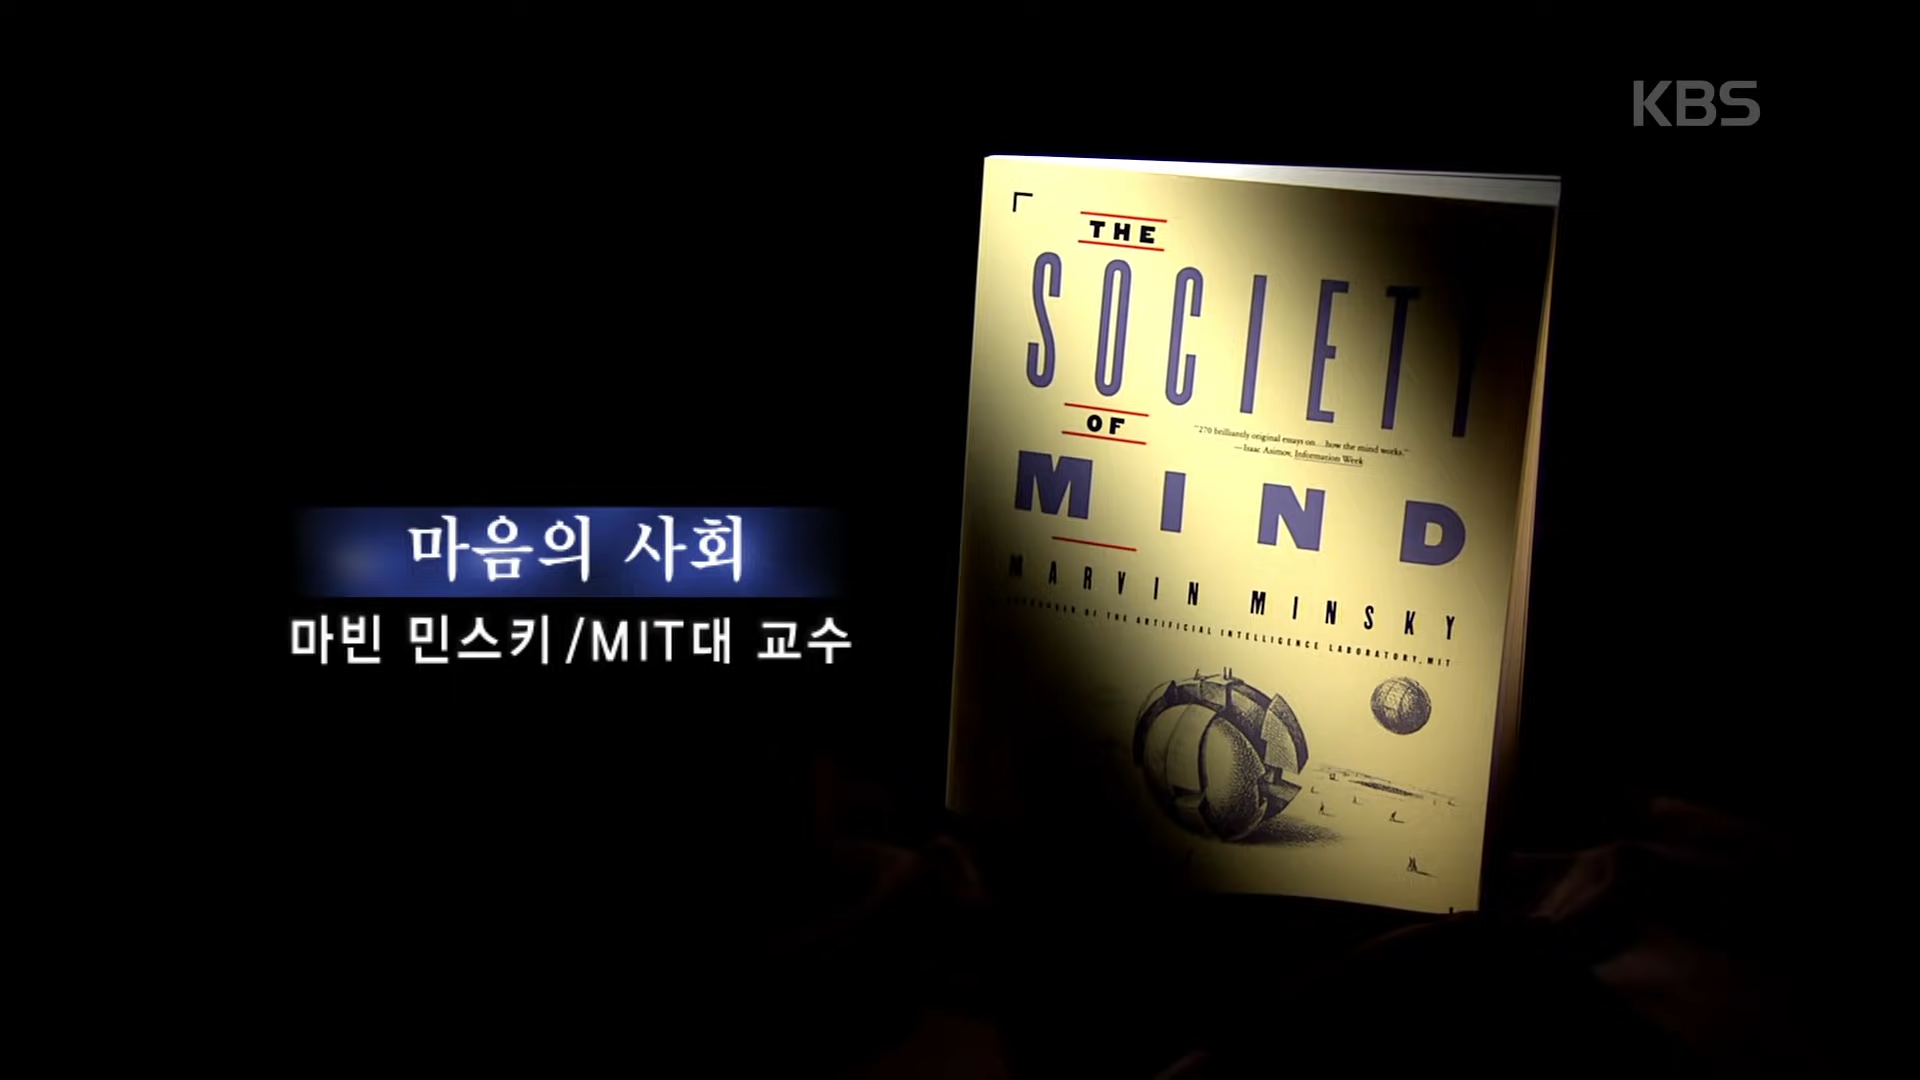 KBS
마음의 사회
마빈 민스키/MIT대 교수
THE
SOCIETY
OF
"270 brilliantly original essays on...how the mind works."
—Isaac Asimov, Information Week
MIND
MARVIN MINSKY
COFOUNDER OF THE ARTIFICIAL INTELLIGENCE LABORATORY, MIT